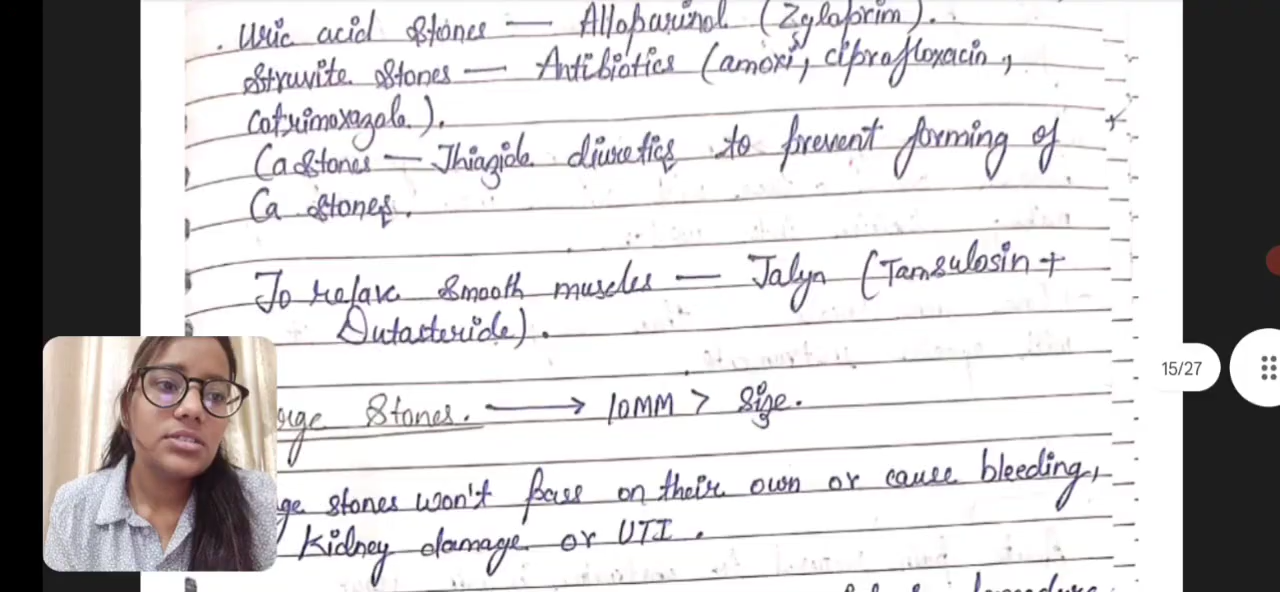 . Uric acid stones — Alloparinol (Zyloprim).
Struvite stones — Antibiotics (amoxi, ciprofloxacin,
Cotrimoxazole).
Ca stones — Thiazide diuretics to prevent forming of
Ca stones.
To relax smooth muscles — Jalyn (Tamsulosin +
Dutasteride).
15/27
Stones. → 10MM > Size.
stones won't pass on their own or cause bleeding,
Kidney damage or UTI.